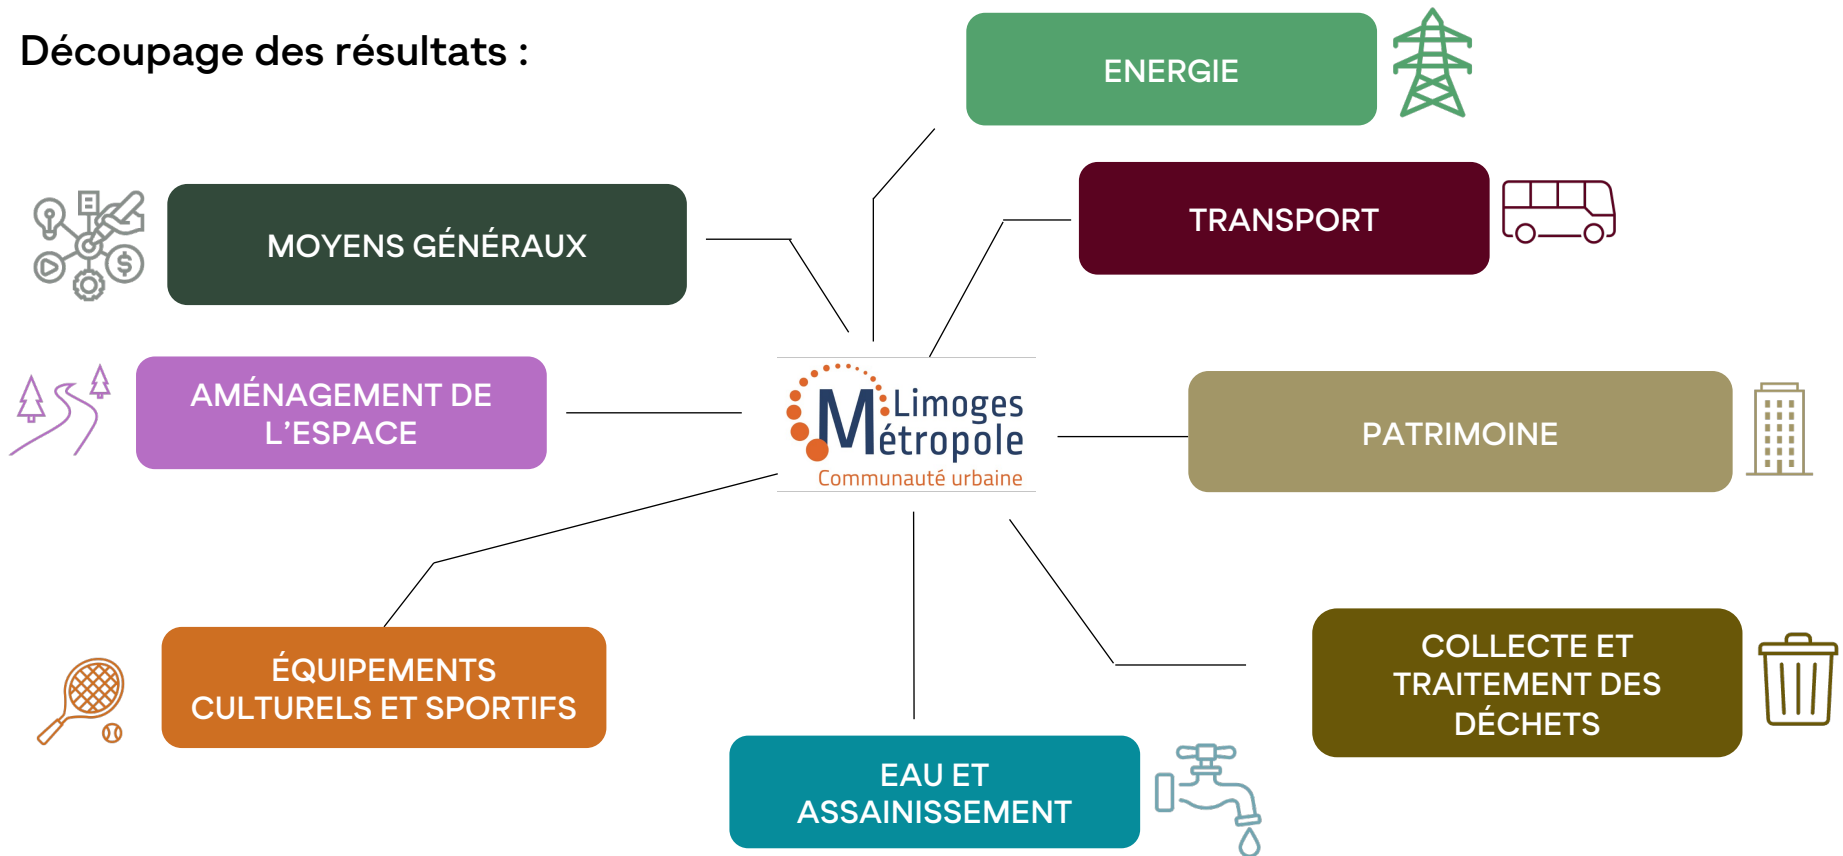 Découpage des résultats :
ENERGIE
TRANSPORT
MOYENS GÉNÉRAUX
AMÉNAGEMENT DE
L’ESPACE
Limoges
Métropole
Communauté urbaine
PATRIMOINE
ÉQUIPEMENTS
CULTURELS ET SPORTIFS
COLLECTE ET
TRAITEMENT DES
DÉCHETS
EAU ET
ASSAINISSEMENT